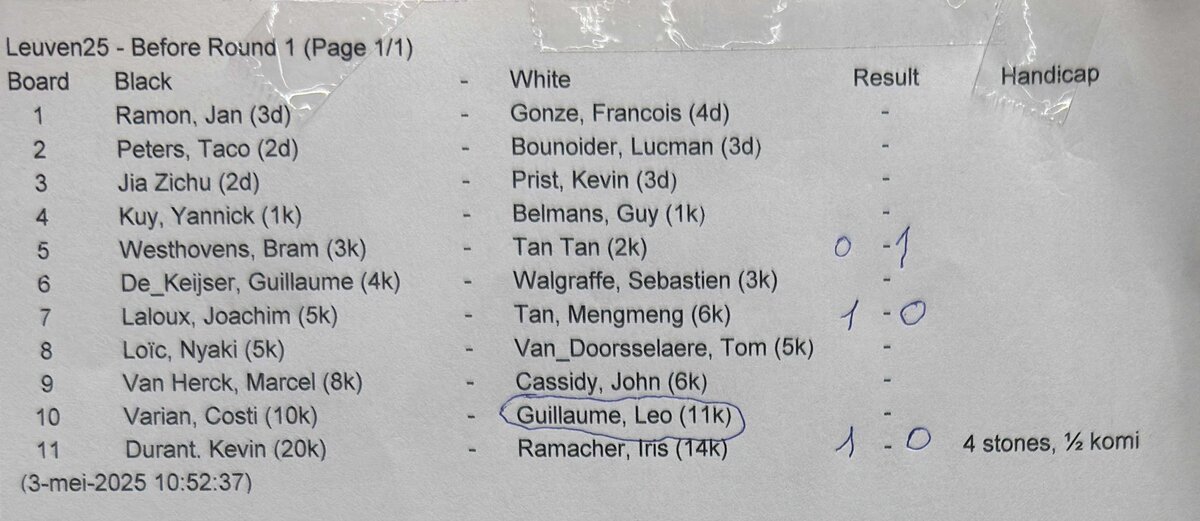 Leuven25 - Before Round 1 (Page 1/1)
Board Black - White Result Handicap
1 Ramon, Jan (3d) - Gonze, Francois (4d) -
2 Peters, Taco (2d) - Bounoider, Lucman (3d) -
3 Jia Zichu (2d) - Prist, Kevin (3d) -
4 Kuy, Yannick (1k) - Belmans, Guy (1k) -
5 Westhovens, Bram (3k) - Tan Tan (2k) 0 - 1
6 De_Keijser, Guillaume (4k) - Walgraffe, Sebastien (3k) -
7 Laloux, Joachim (5k) - Tan, Mengmeng (6k) 1 - 0
8 Loïc, Nyaki (5k) - Van_Doorsselaere, Tom (5k) -
9 Van Herck, Marcel (8k) - Cassidy, John (6k) -
10 Varian, Costi (10k) - Guillaume, Leo (11k) -
11 Durant. Kevin (20k) - Ramacher, Iris (14k) 1 - 0 4 stones, ½ komi
(3-mei-2025 10:52:37)